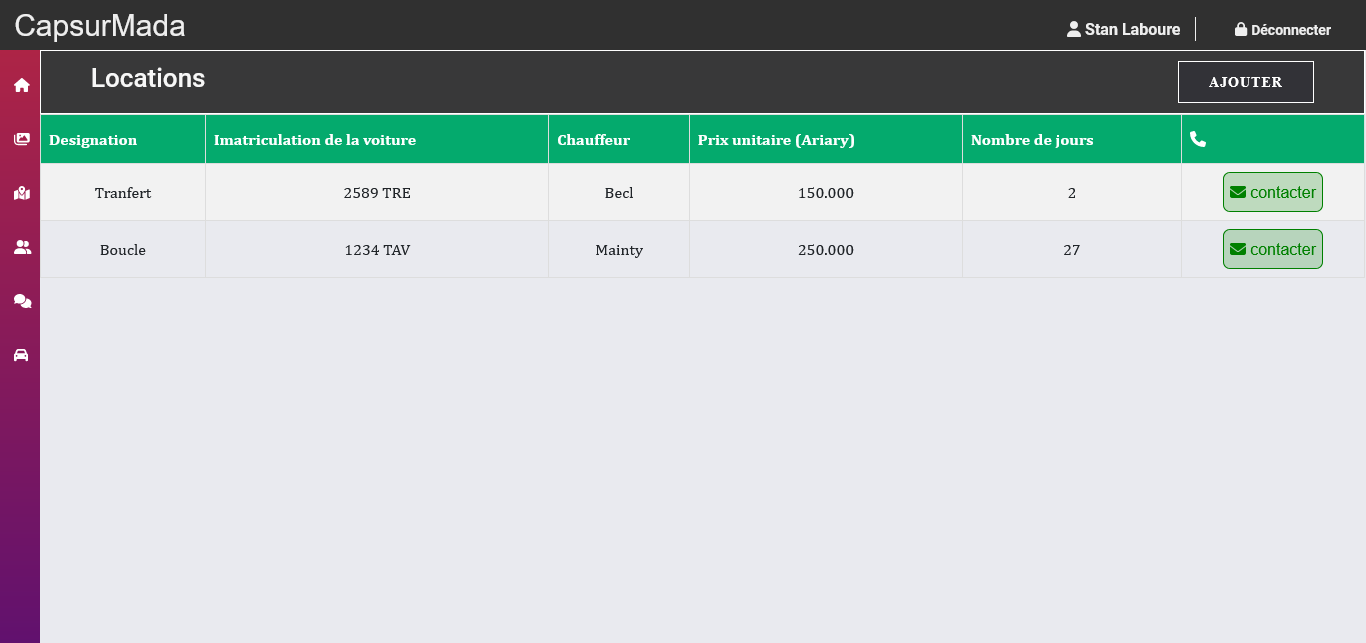 CapsurMada
Stan Laboure
Déconnecter
Locations
AJOUTER
Designation Imatriculation de la voiture Chauffeur Prix unitaire (Ariary) Nombre de jours
Tranfert 2589 TRE Becl 150.000 2 contacter
Boucle 1234 TAV Mainty 250.000 27 contacter